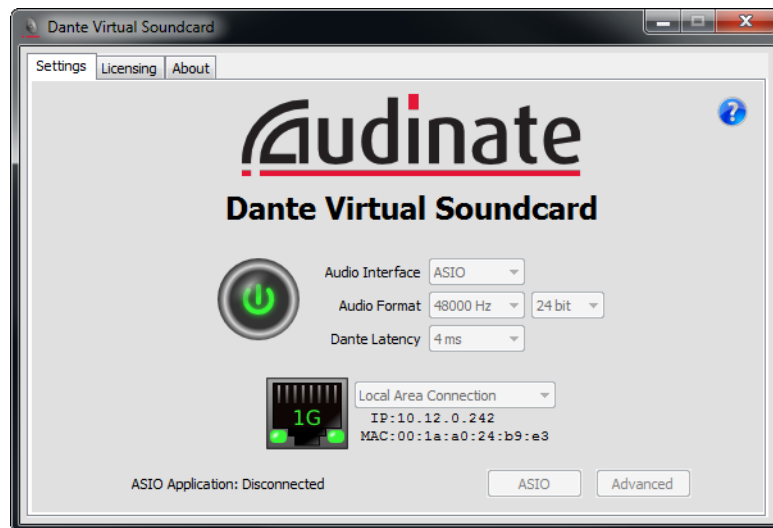 Dante Virtual Soundcard
Settings Licensing About
?
Audinate
Dante Virtual Soundcard
Audio Interface ASIO
Audio Format 48000 Hz 24 bit
Dante Latency 4 ms
Local Area Connection
1G
IP:10.12.0.242
MAC:00:1a:a0:24:b9:e3
ASIO Application: Disconnected ASIO Advanced